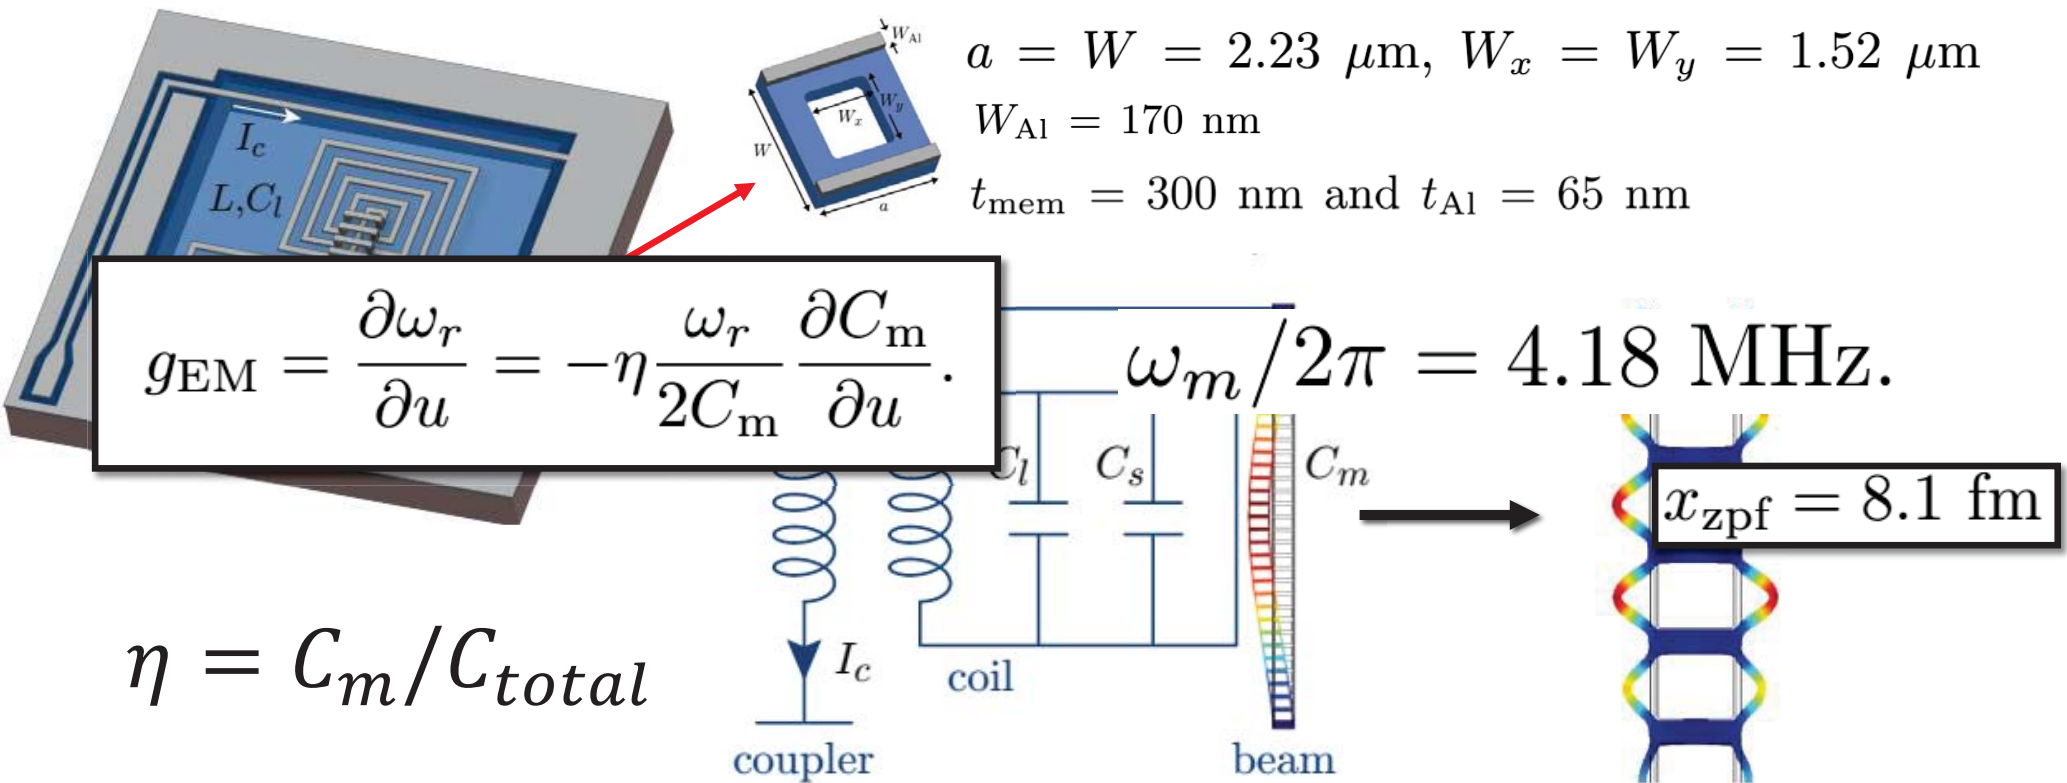 a = W = 2.23 μm, W_x = W_y = 1.52 μm
W_Al = 170 nm
t_mem = 300 nm and t_Al = 65 nm
W_Al
W_y
W_x
W
a
I_c
L,C_l
g_EM = ∂ω_r/∂u = −η ω_r/2C_m ∂C_m/∂u.
ω_m/2π = 4.18 MHz.
C_l
C_s
C_m
x_zpf = 8.1 fm
η = C_m/C_total
I_c
coil
coupler
beam